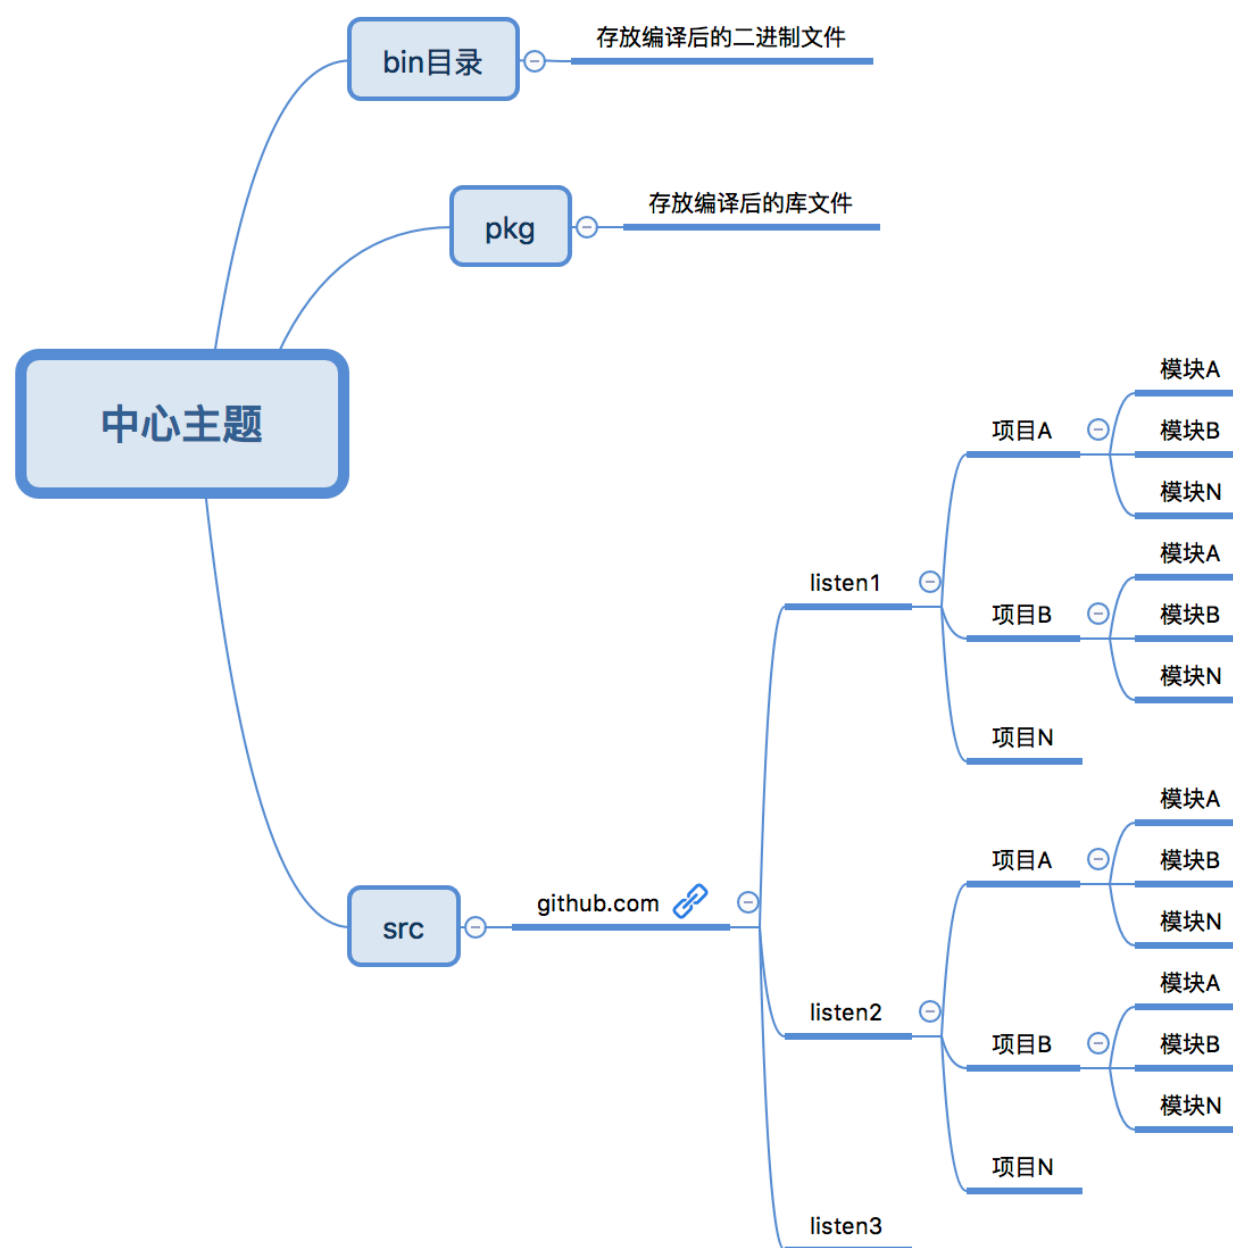 存放编译后的二进制文件
bin目录
存放编译后的库文件
pkg
中心主题
src
github.com
listen1
项目A
模块A
模块B
模块N
项目B
模块A
模块B
模块N
项目N
listen2
项目A
模块A
模块B
模块N
项目B
模块A
模块B
模块N
项目N
listen3